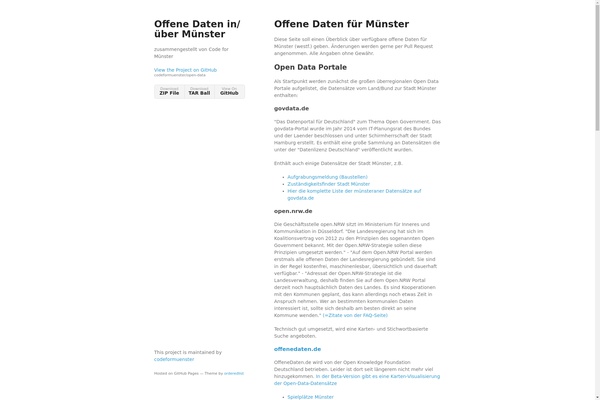 Offene Daten in/
über Münster
zusammengestellt von Code for
Münster
View the Project on GitHub
codeformuenster/open-data
Download
ZIP File
Download
TAR Ball
View On
GitHub
This project is maintained by
codeformuenster
Hosted on GitHub Pages — Theme by orderedlist
Offene Daten für Münster
Diese Seite soll einen Überblick über verfügbare offene Daten für
Münster (westf.) geben. Änderungen werden gerne per Pull Request
angenommen. Alle Angaben ohne Gewähr.
Open Data Portale
Als Startpunkt werden zunächst die großen überregionalen Open Data
Portale aufgelistet, die Datensätze vom Land/Bund zur Stadt Münster
enthalten:
govdata.de
"Das Datenportal für Deutschland" zum Thema Open Government. Das
govdata-Portal wurde im Jahr 2014 vom IT-Planungsrat des Bundes
und der Laender beschlossen und unter Schirmherrschaft der Stadt
Hamburg erstellt. Es enthält eine große Sammlung an Datensätzen die
unter der "Datenlizenz Deutschland" veröffentlicht wurden.
Enthält auch einige Datensätze der Stadt Münster, z.B.
Aufgrabungsmeldung (Baustellen)
Zuständigkeitsfinder Stadt Münster
Hier die komplette Liste der münsteraner Datensätze auf
govdata.de
open.nrw.de
Die Geschäftsstelle open.NRW sitzt im Ministerium für Inneres und
Kommunikation in Düsseldorf. "Die Landesregierung hat sich im
Koalitionsvertrag von 2012 zu den Prinzipien des sogenannten Open
Government bekannt. Mit der Open.NRW-Strategie sollen diese
Prinzipien umgesetzt werden." - "Auf dem Open.NRW Portal werden
erstmals alle offenen Daten der Landesregierung gebündelt. Sie sind
in der Regel kostenfrei, maschinenlesbar, übersichtlich und dauerhaft
verfügbar." - "Adressat der Open.NRW-Strategie ist die
Landesverwaltung, deshalb finden Sie auf dem Open.NRW Portal
derzeit noch hauptsächlich Daten des Landes. Es sind Kooperationen
mit den Kommunen geplant, das kann allerdings noch etwas Zeit in
Anspruch nehmen. Wer an bestimmten kommunalen Daten
interessiert ist, sollte sich deshalb am besten direkt an seine
Kommune wenden." (=Zitate von der FAQ-Seite)
Technisch gut umgesetzt, wird eine Karten- und Stichwortbasierte
Suche angeboten.
offenedaten.de
OffeneDaten.de wird von der Open Knowledge Foundation
Deutschland betrieben. Leider ist dort seit längerem nicht mehr viel
hinzugekommen. In der Beta-Version gibt es eine Karten-Visualisierung
der Open-Data-Datensätze
Spielplätze Münster